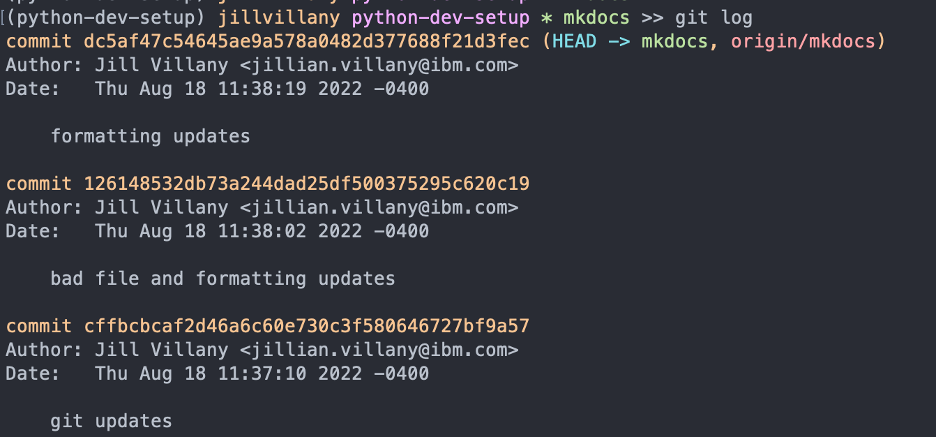 (python-dev-setup) jillvillany python-dev-setup * mkdocs >> git log
commit dc5af47c54645ae9a578a0482d377688f21d3fec (HEAD -> mkdocs, origin/mkdocs)
Author: Jill Villany <jillian.villany@ibm.com>
Date:   Thu Aug 18 11:38:19 2022 -0400
    formatting updates
commit 126148532db73a244dad25df500375295c620c19
Author: Jill Villany <jillian.villany@ibm.com>
Date:   Thu Aug 18 11:38:02 2022 -0400
    bad file and formatting updates
commit cffbcbcaf2d46a6c60e730c3f580646727bf9a57
Author: Jill Villany <jillian.villany@ibm.com>
Date:   Thu Aug 18 11:37:10 2022 -0400
    git updates